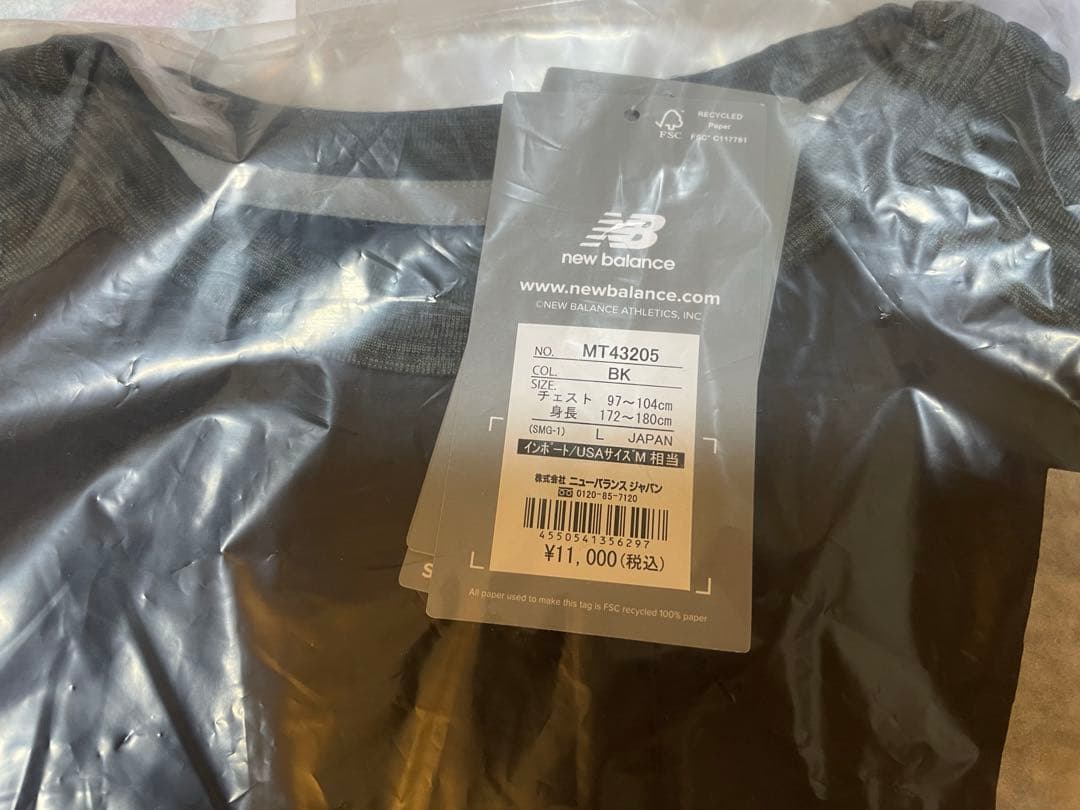 FSC
RECYCLED
Paper
FSC® C117761
NB
new balance
www.newbalance.com
©NEW BALANCE ATHLETICS, INC
NO. MT43205
COL. BK
SIZE.
チェスト 97～104cm
身長 172～180cm
(SMG-1) L JAPAN
インポート/USAサイズM 相当
株式会社 ニューバランス ジャパン
0120-85-7120
4550541356297
¥11,000(税込)
S
All paper used to make this tag is FSC recycled 100% paper